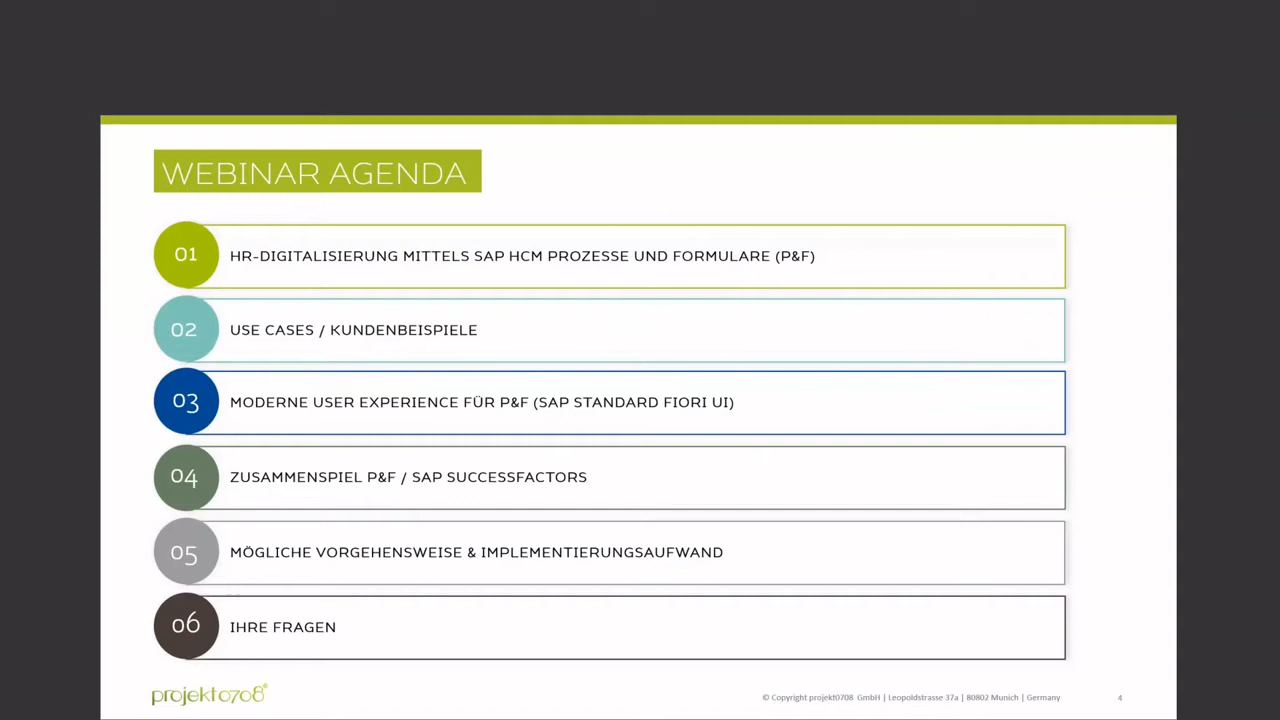 WEBINAR AGENDA
01 HR-DIGITALISIERUNG MITTELS SAP HCM PROZESSE UND FORMULARE (P&F)
02 USE CASES / KUNDENBEISPIELE
03 MODERNE USER EXPERIENCE FÜR P&F (SAP STANDARD FIORI UI)
04 ZUSAMMENSPIEL P&F / SAP SUCCESSFACTORS
05 MÖGLICHE VORGEHENSWEISE & IMPLEMENTIERUNGSAUFWAND
06 IHRE FRAGEN
projekt0708® © Copyright projekt0708 GmbH | Leopoldstrasse 37a | 80802 Munich | Germany 4